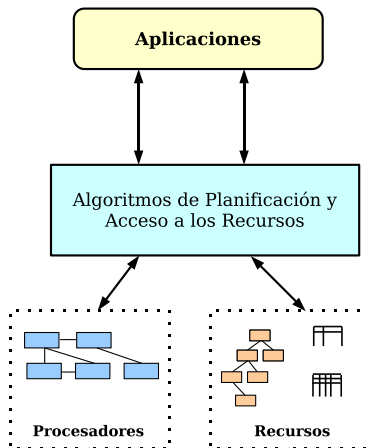 Aplicaciones
Algoritmos de Planificación y
Acceso a los Recursos
Procesadores
Recursos